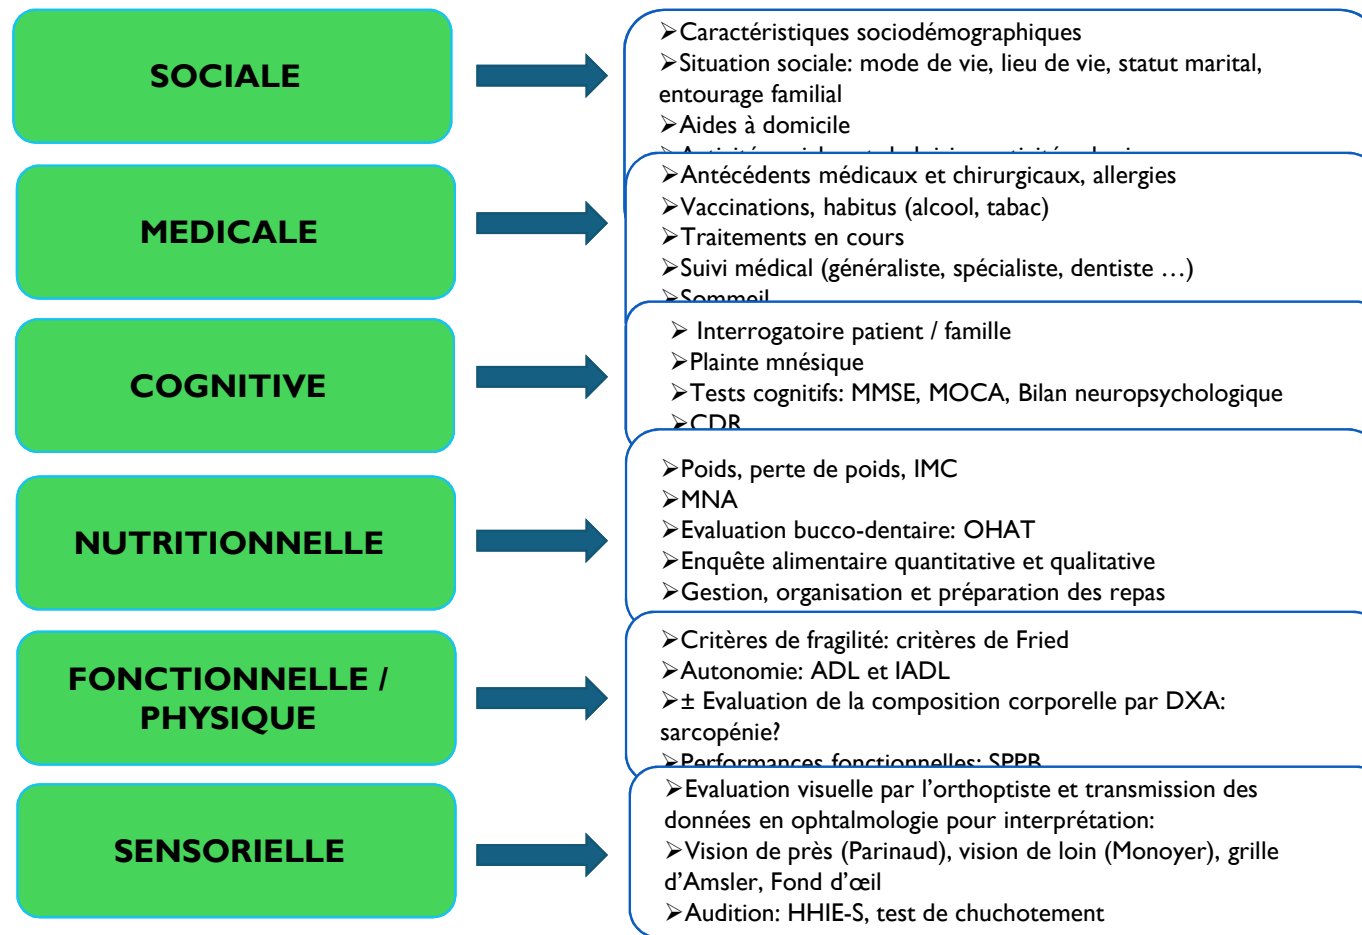 SOCIALE
➢Caractéristiques sociodémographiques
➢Situation sociale: mode de vie, lieu de vie, statut marital,
entourage familial
➢Aides à domicile
MEDICALE
➢Antécédents médicaux et chirurgicaux, allergies
➢Vaccinations, habitus (alcool, tabac)
➢Traitements en cours
➢Suivi médical (généraliste, spécialiste, dentiste …)
➢Sommeil
COGNITIVE
➢ Interrogatoire patient / famille
➢Plainte mnésique
➢Tests cognitifs: MMSE, MOCA, Bilan neuropsychologique
➢CDR
NUTRITIONNELLE
➢Poids, perte de poids, IMC
➢MNA
➢Evaluation bucco-dentaire: OHAT
➢Enquête alimentaire quantitative et qualitative
➢Gestion, organisation et préparation des repas
FONCTIONNELLE /
PHYSIQUE
➢Critères de fragilité: critères de Fried
➢Autonomie: ADL et IADL
➢± Evaluation de la composition corporelle par DXA:
sarcopénie?
➢Performances fonctionnelles: SPPB
SENSORIELLE
➢Evaluation visuelle par l’orthoptiste et transmission des
données en ophtalmologie pour interprétation:
➢Vision de près (Parinaud), vision de loin (Monoyer), grille
d’Amsler, Fond d’œil
➢Audition: HHIE-S, test de chuchotement